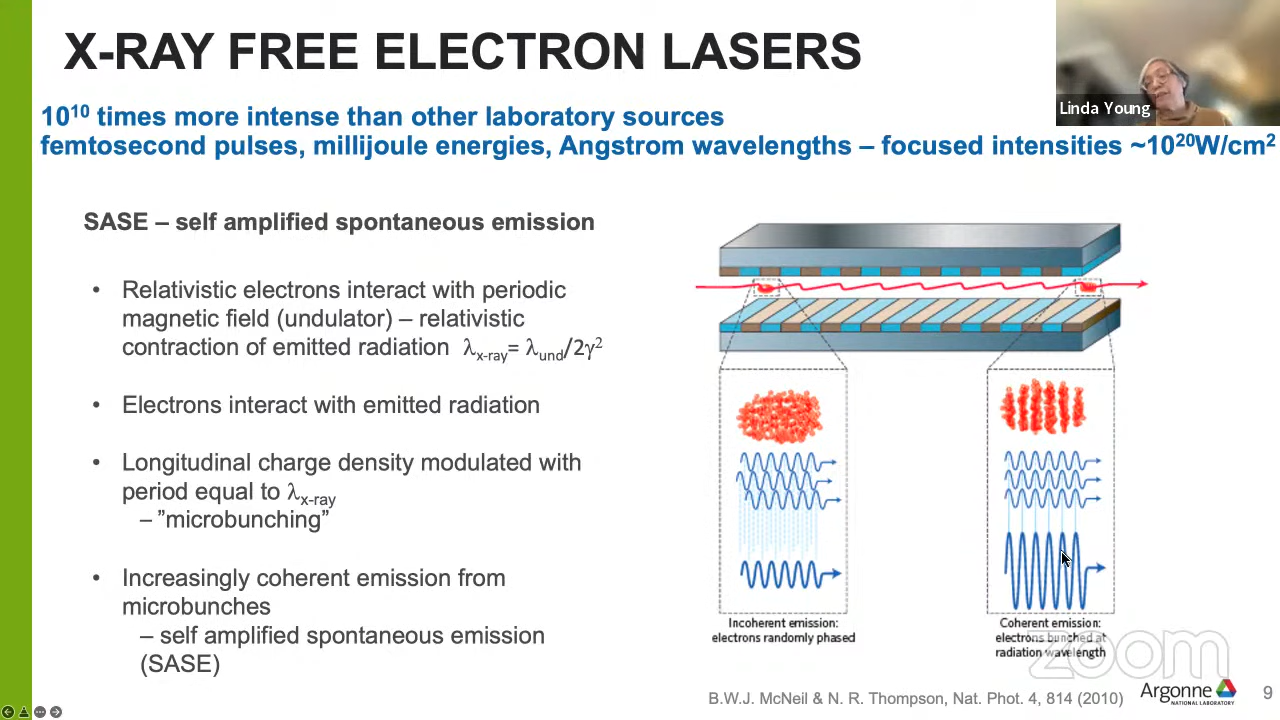 X-RAY FREE ELECTRON LASERS
Linda Young
10¹⁰ times more intense than other laboratory sources
femtosecond pulses, millijoule energies, Angstrom wavelengths – focused intensities ~10²⁰W/cm²
SASE – self amplified spontaneous emission
• Relativistic electrons interact with periodic
magnetic field (undulator) – relativistic
contraction of emitted radiation λx-ray= λund/2γ²
• Electrons interact with emitted radiation
• Longitudinal charge density modulated with
period equal to λx-ray
– ”microbunching”
• Increasingly coherent emission from
microbunches
– self amplified spontaneous emission
(SASE)
Incoherent emission:
electrons randomly phased
Coherent emission:
electrons bunched at
radiation wavelength
zoom
B.W.J. McNeil & N. R. Thompson, Nat. Phot. 4, 814 (2010)
Argonne
NATIONAL LABORATORY
9